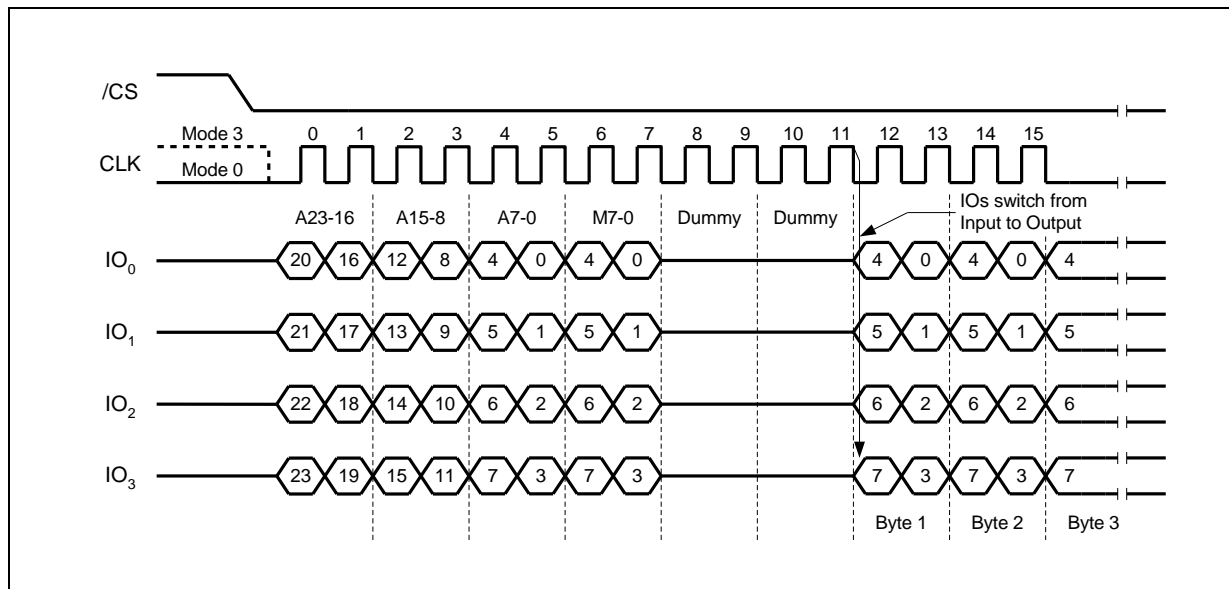 /CS
Mode 3 0 1 2 3 4 5 6 7 8 9 10 11 12 13 14 15
CLK
Mode 0
IOs switch from
Input to Output
A23-16 A15-8 A7-0 M7-0 Dummy Dummy
IO0 20 16 12 8 4 0 4 0 4 0 4 0 4
IO1 21 17 13 9 5 1 5 1 5 1 5 1 5
IO2 22 18 14 10 6 2 6 2 6 2 6 2 6
IO3 23 19 15 11 7 3 7 3 7 3 7 3 7
Byte 1 Byte 2 Byte 3